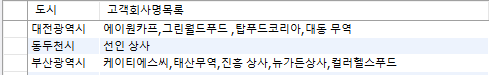 도시 고객회사명목록
대전광역시 에이원카프,그린월드푸드 ,탑푸드코리아,대동 무역
동두천시 선인 상사
부산광역시 케이티에스씨,태산무역,진흥 상사,뉴가든상사,컬러헬스푸드